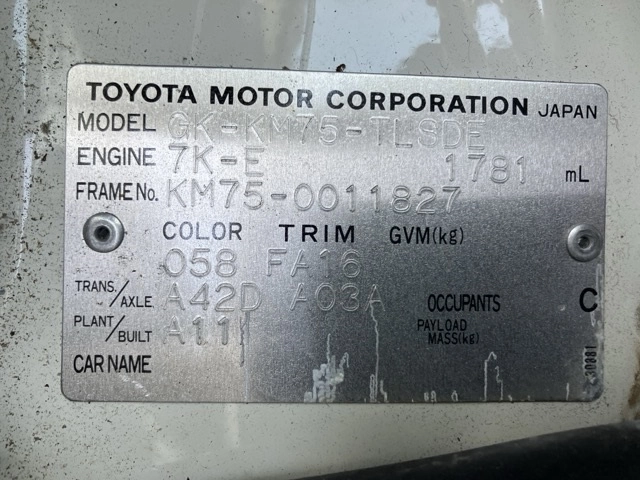 TOYOTA MOTOR CORPORATION JAPAN
MODEL GK-KM75-TLSDE
ENGINE 7K-E 1781 mL
FRAME No. KM75-0011827
COLOR TRIM GVM(kg)
058 FA16
TRANS./AXLE A42D A03A OCCUPANTS C
PLANT/BUILT A11 PAYLOAD MASS(kg)
CAR NAME